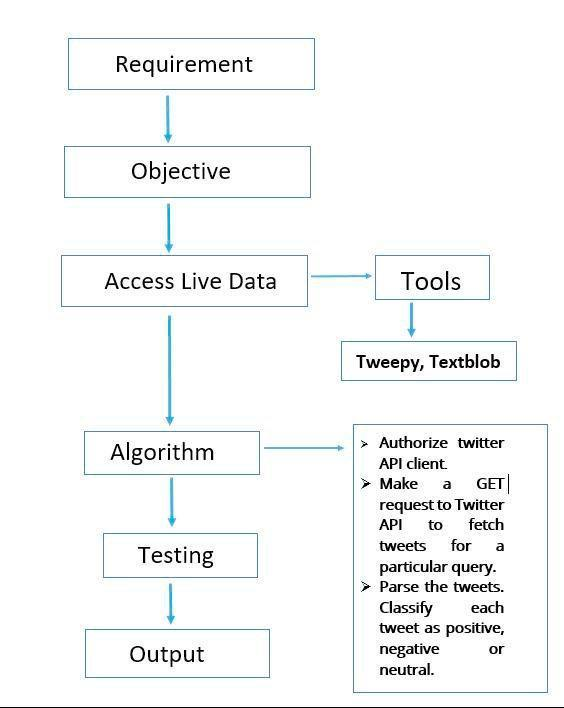 Requirement
Objective
Access Live Data
Tools
Tweepy, Textblob
Algorithm
➢ Authorize twitter
API client.
➢ Make a GET
request to Twitter
API to fetch
tweets for a
particular query.
➢ Parse the tweets.
Classify each
tweet as positive,
negative or
neutral.
Testing
Output